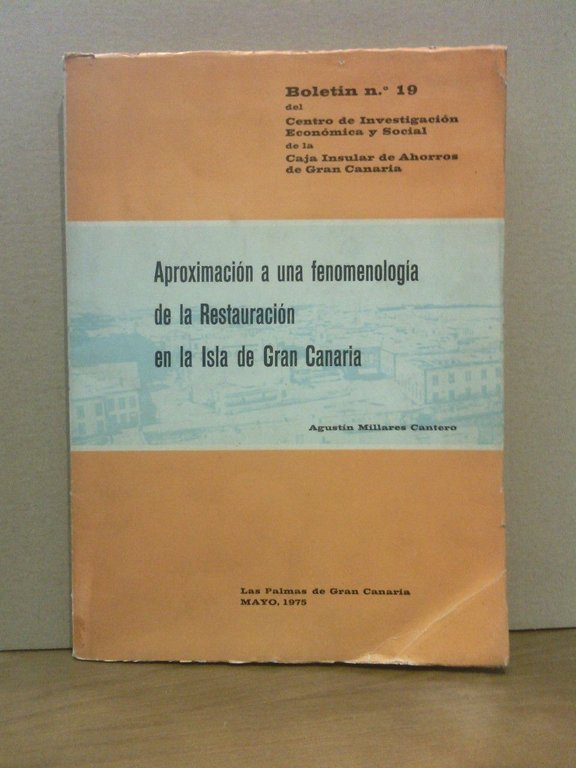 Boletin n.º 19
del
Centro de Investigación
Económica y Social
de la
Caja Insular de Ahorros
de Gran Canaria
Aproximación a una fenomenología
de la Restauración
en la Isla de Gran Canaria
Agustín Millares Cantero
Las Palmas de Gran Canaria
MAYO, 1975